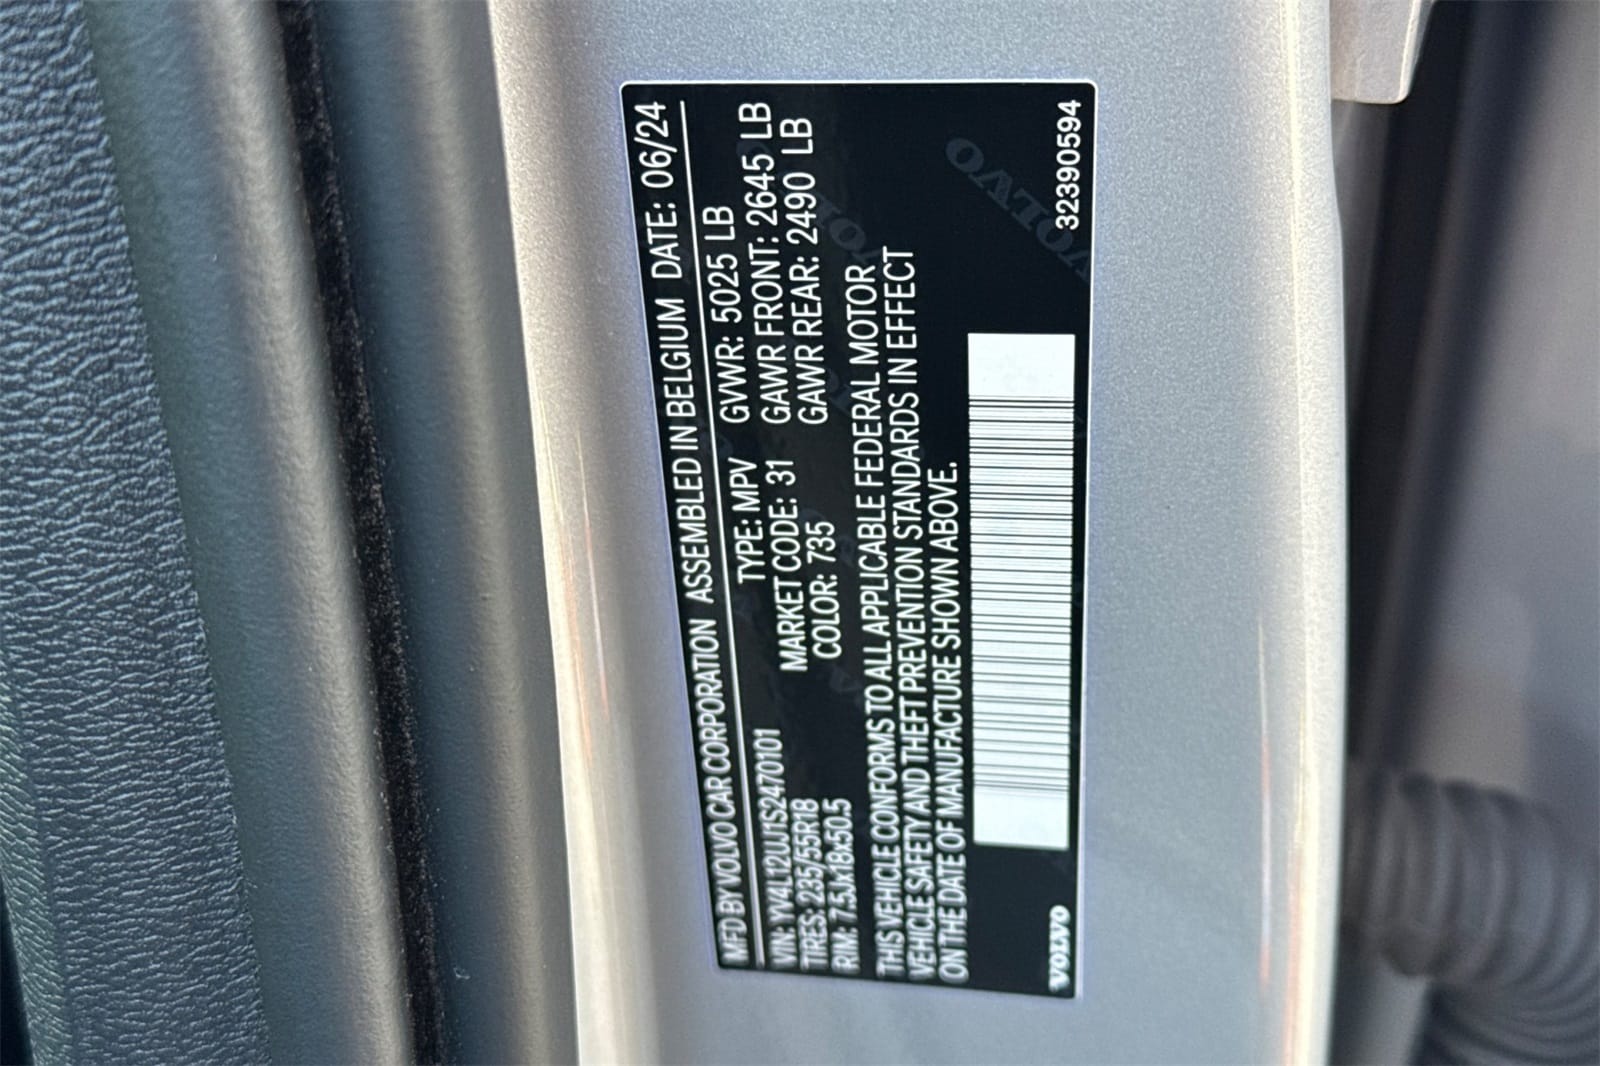 MFD BY VOLVO CAR CORPORATION ASSEMBLED IN BELGIUM DATE: 06/24
VIN: YV4L12UJ1S2470101 TYPE: MPV GVWR: 5025 LB
TIRES: 235/55R18 MARKET CODE: 31 GAWR FRONT: 2645 LB
RIM: 7.5Jx18x50.5 COLOR: 735 GAWR REAR: 2490 LB
THIS VEHICLE CONFORMS TO ALL APPLICABLE FEDERAL MOTOR
VEHICLE SAFETY AND THEFT PREVENTION STANDARDS IN EFFECT
ON THE DATE OF MANUFACTURE SHOWN ABOVE.
VOLVO 32390594